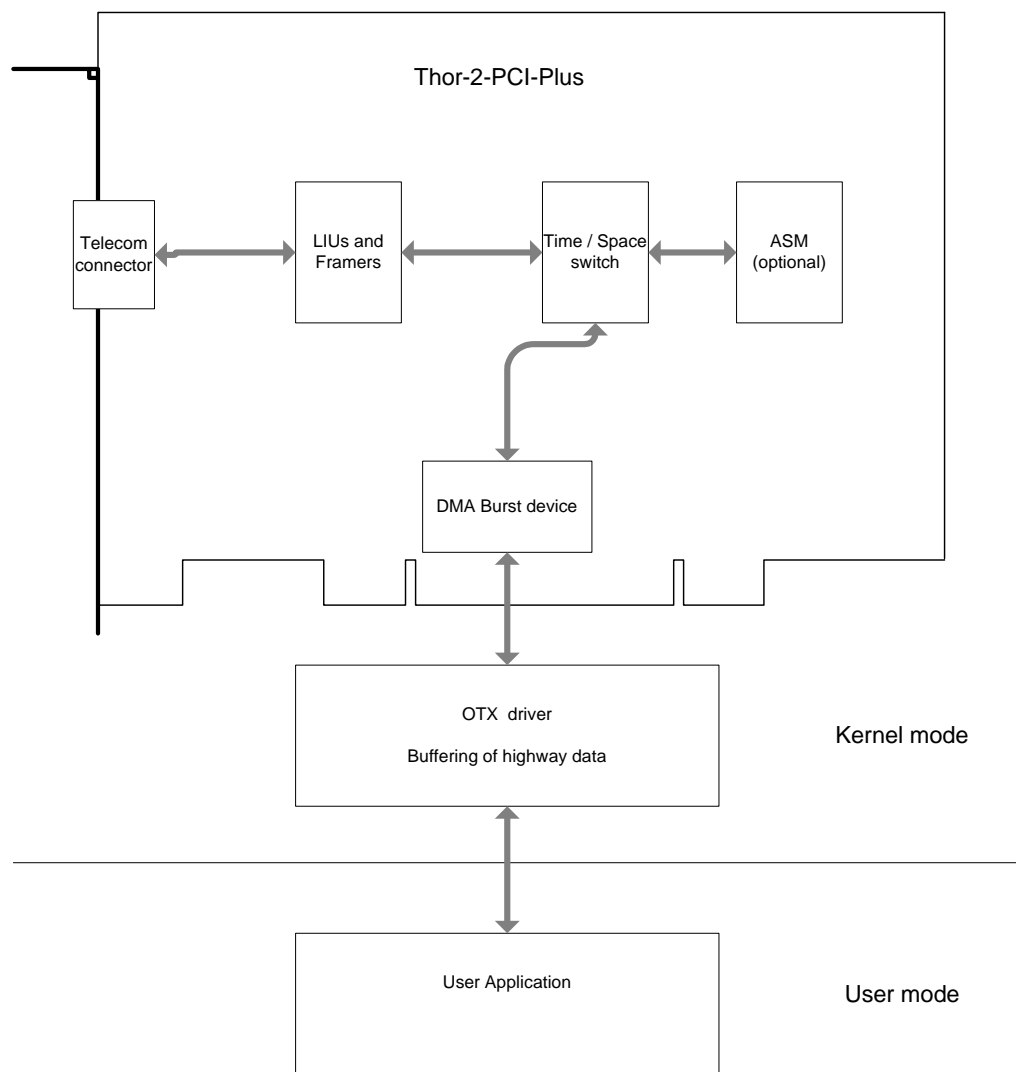 Thor-2-PCI-Plus
Telecom
connector
LIUs and
Framers
Time / Space
switch
ASM
(optional)
DMA Burst device
OTX driver
Buffering of highway data
Kernel mode
User Application
User mode